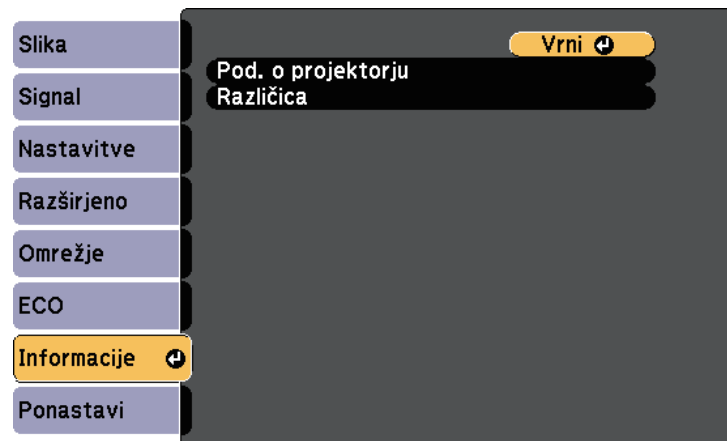 Slika
Signal
Nastavitve
Razširjeno
Omrežje
ECO
Informacije
Ponastavi
Vrni
Pod. o projektorju
Različica